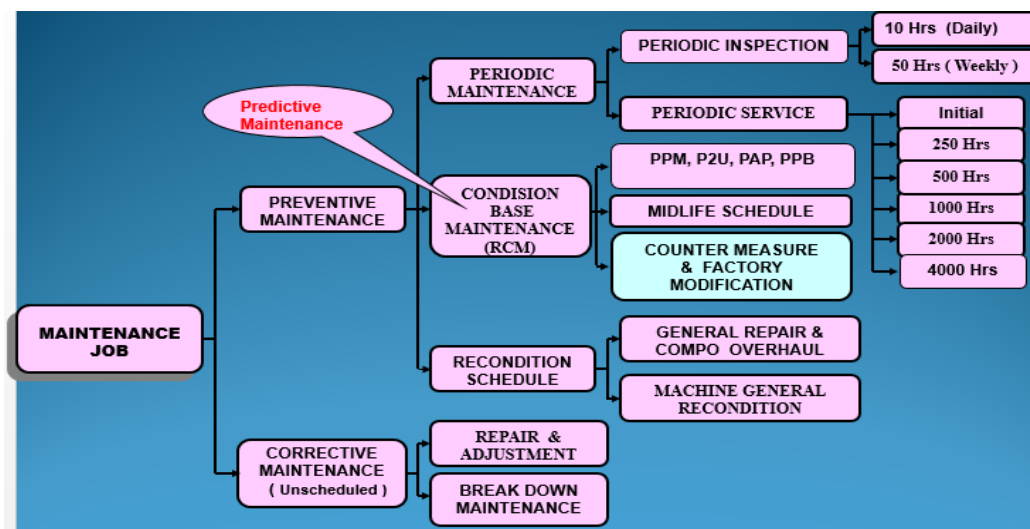 10 Hrs (Daily)
PERIODIC INSPECTION
50 Hrs ( Weekly )
PERIODIC
MAINTENANCE
Predictive
Maintenance
PERIODIC SERVICE
Initial
250 Hrs
500 Hrs
1000 Hrs
2000 Hrs
4000 Hrs
PPM, P2U, PAP, PPB
PREVENTIVE
MAINTENANCE
CONDISION
BASE
MAINTENANCE
(RCM)
MIDLIFE SCHEDULE
COUNTER MEASURE
& FACTORY
MODIFICATION
MAINTENANCE
JOB
RECONDITION
SCHEDULE
GENERAL REPAIR &
COMPO OVERHAUL
MACHINE GENERAL
RECONDITION
CORRECTIVE
MAINTENANCE
( Unscheduled )
REPAIR &
ADJUSTMENT
BREAK DOWN
MAINTENANCE